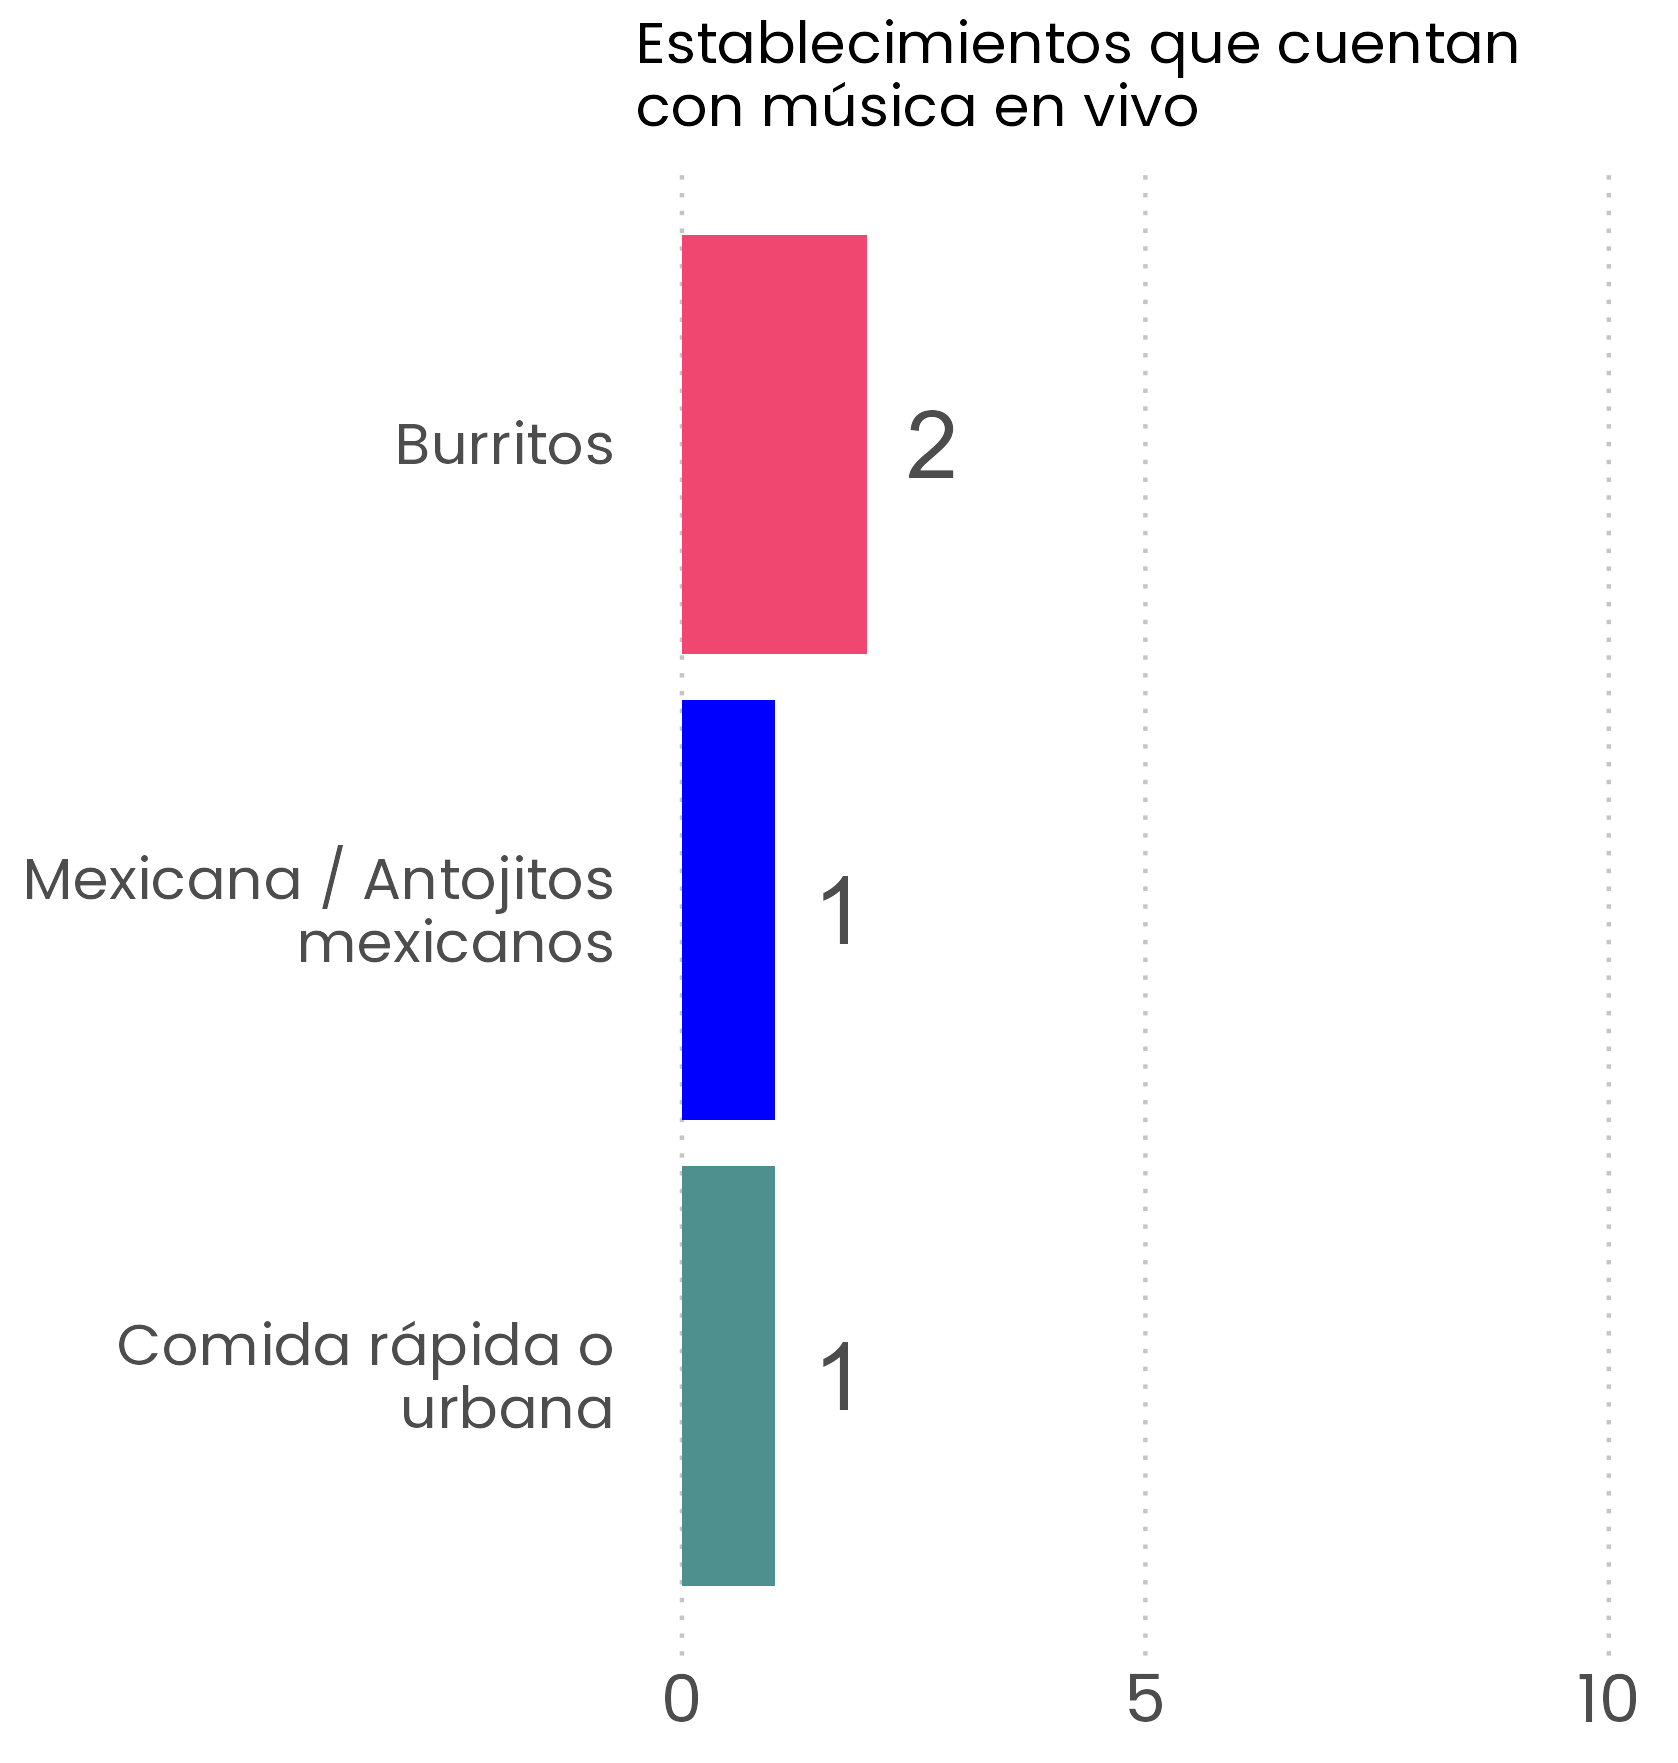 Establecimientos que cuentan
con música en vivo
Burritos
2
Mexicana / Antojitos
mexicanos
1
Comida rápida o
urbana
1
0 5 10